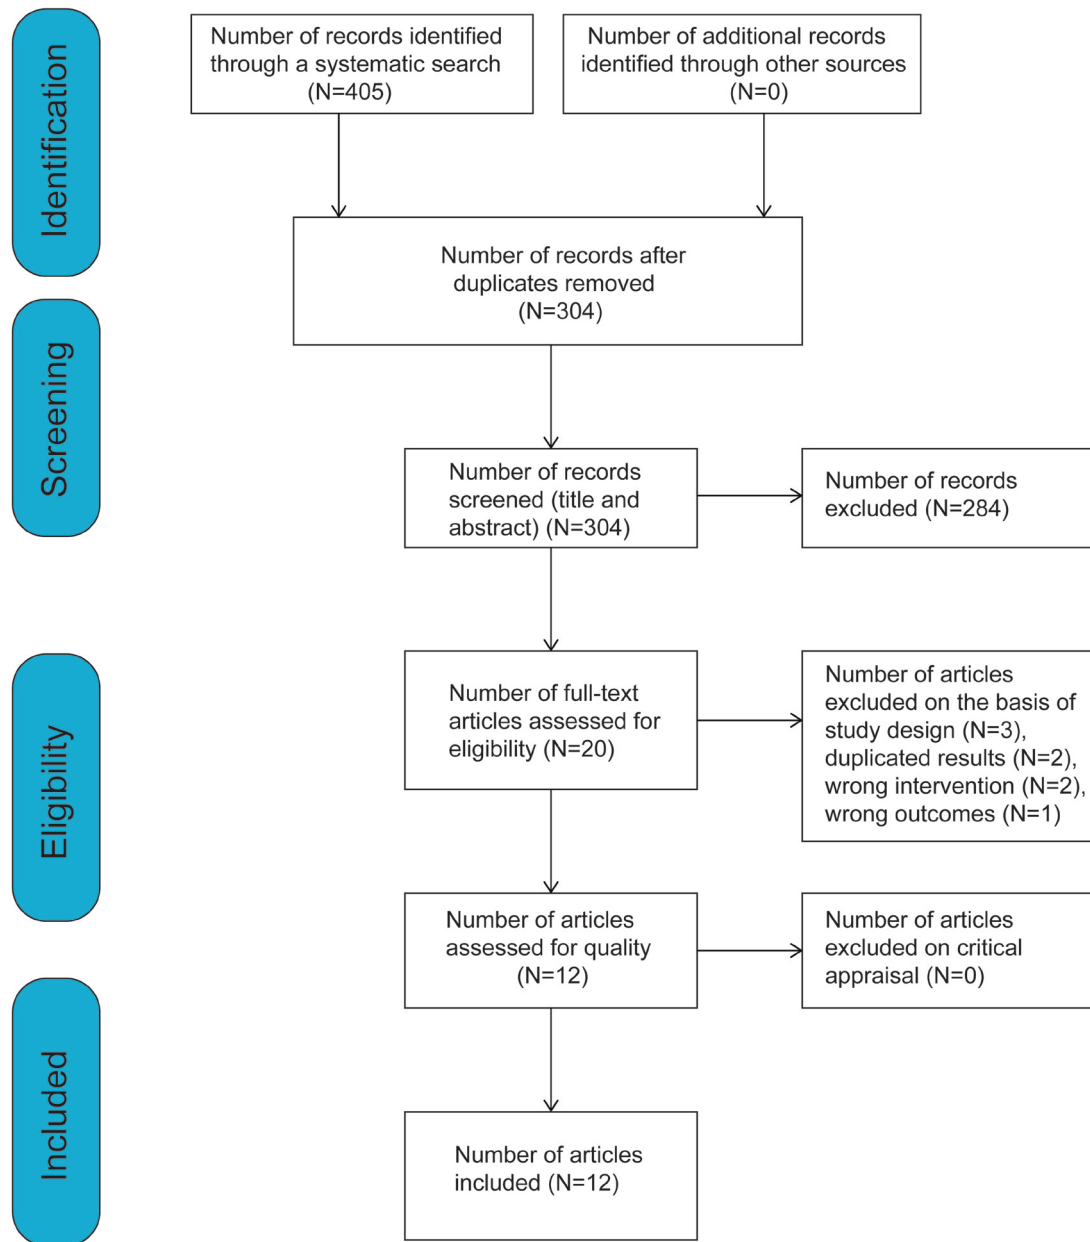 Identification
Number of records identified
through a systematic search
(N=405)
Number of additional records
identified through other sources
(N=0)
Number of records after
duplicates removed
(N=304)
Screening
Number of records
screened (title and
abstract) (N=304)
Number of records
excluded (N=284)
Eligibility
Number of full-text
articles assessed for
eligibility (N=20)
Number of articles
excluded on the basis of
study design (N=3),
duplicated results (N=2),
wrong intervention (N=2),
wrong outcomes (N=1)
Number of articles
assessed for quality
(N=12)
Number of articles
excluded on critical
appraisal (N=0)
Included
Number of articles
included (N=12)